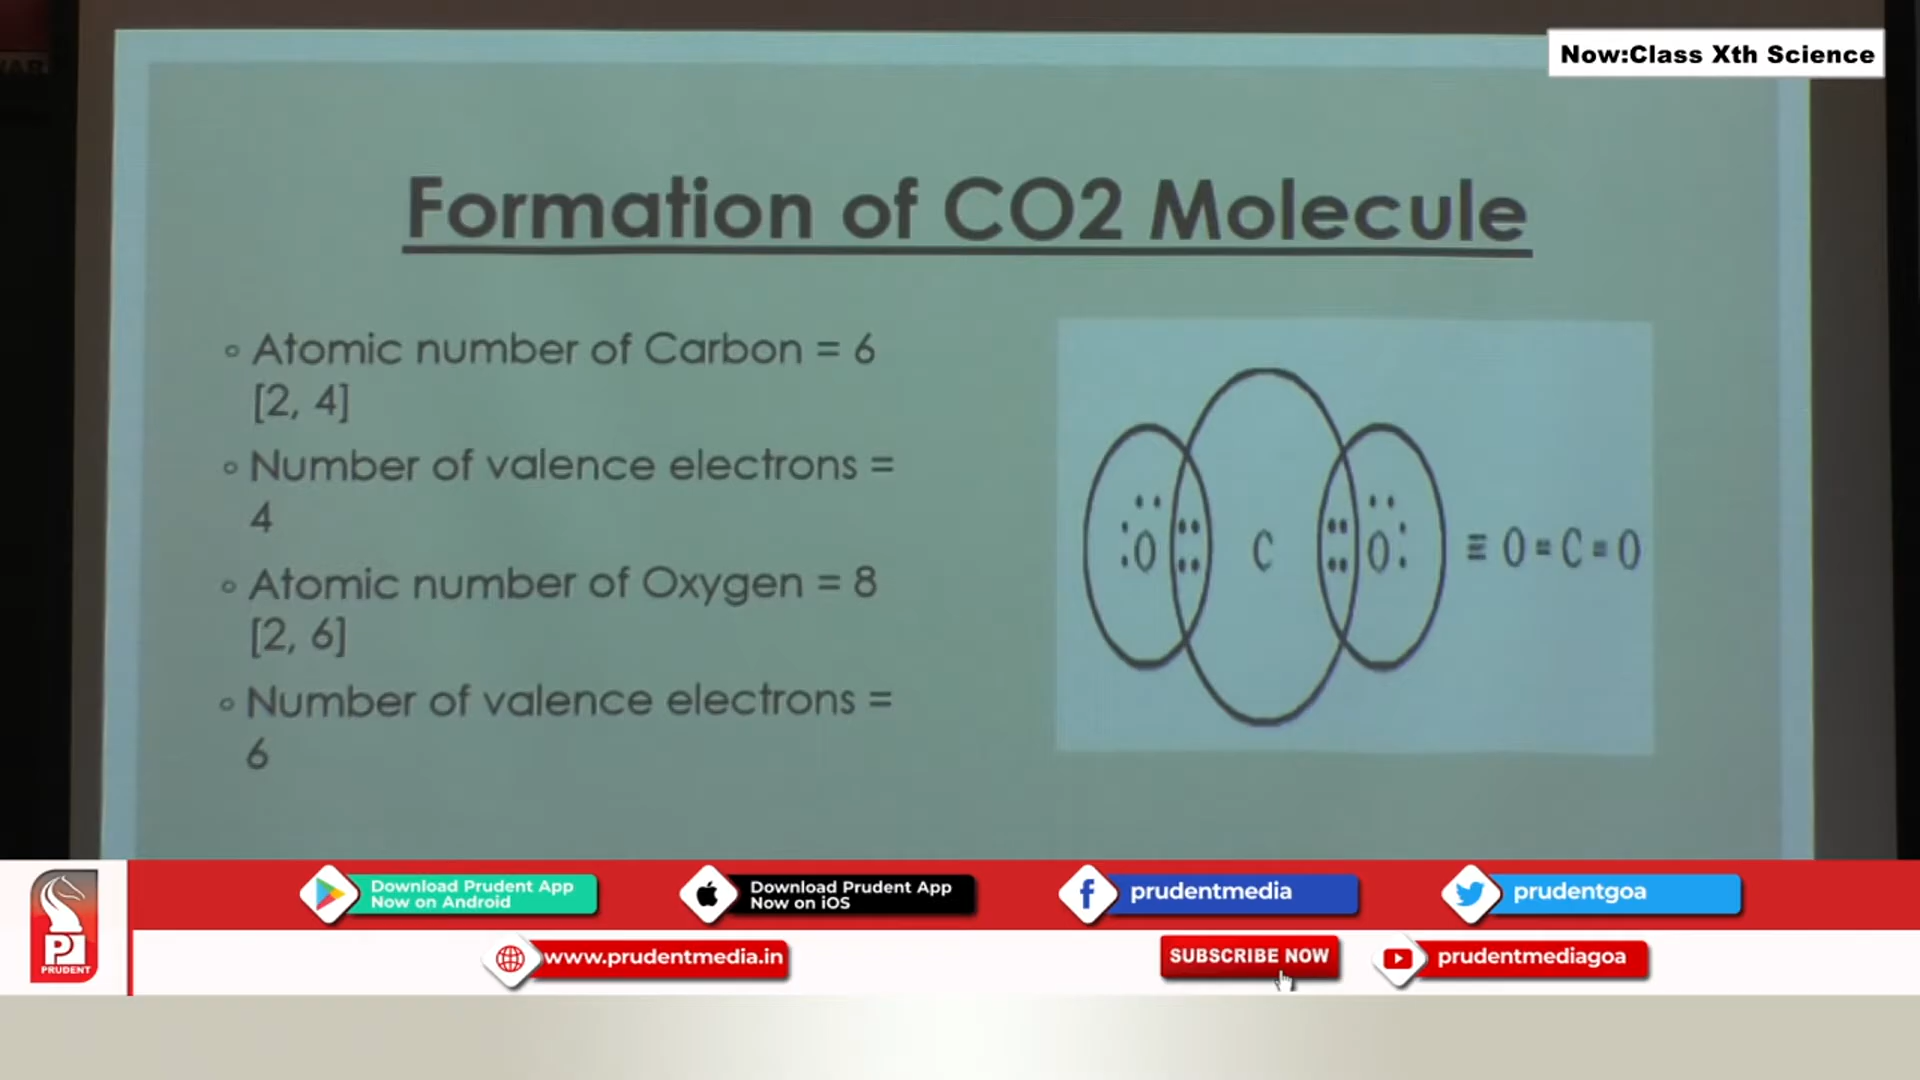 Now:Class Xth Science
Formation of CO2 Molecule
Atomic number of Carbon = 6
[2, 4]
Number of valence electrons =
4
Atomic number of Oxygen = 8
[2, 6]
Number of valence electrons =
6
O C O ≡ O = C = O
Download Prudent App
Now on Android
Download Prudent App
Now on iOS
prudentmedia
prudentgoa
PRUDENT
www.prudentmedia.in
SUBSCRIBE NOW
prudentmediagoa